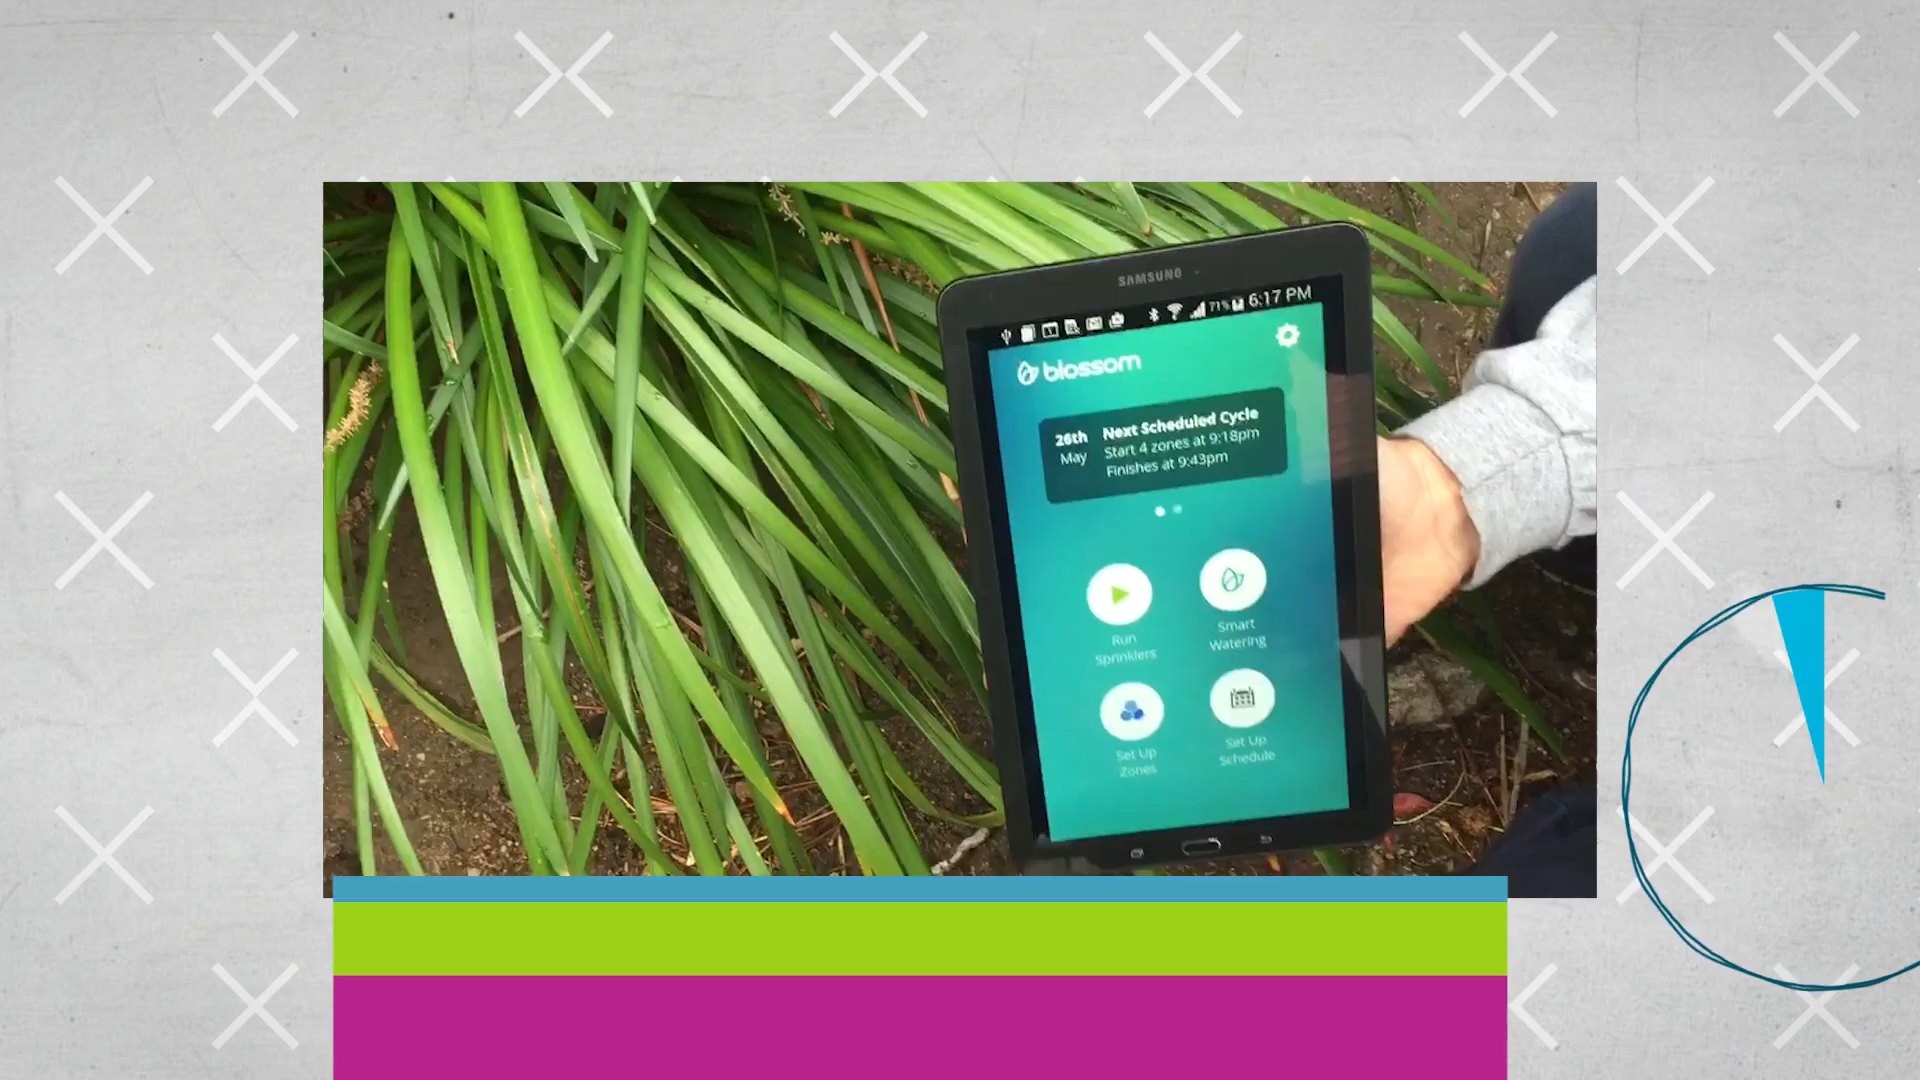 SAMSUNG
71% 6:17 PM
blossom
26th
May
Next Scheduled Cycle
Start 4 zones at 9:18pm
Finishes at 9:43pm
Run
Sprinklers
Smart
Watering
Set Up
Zones
Set Up
Schedule